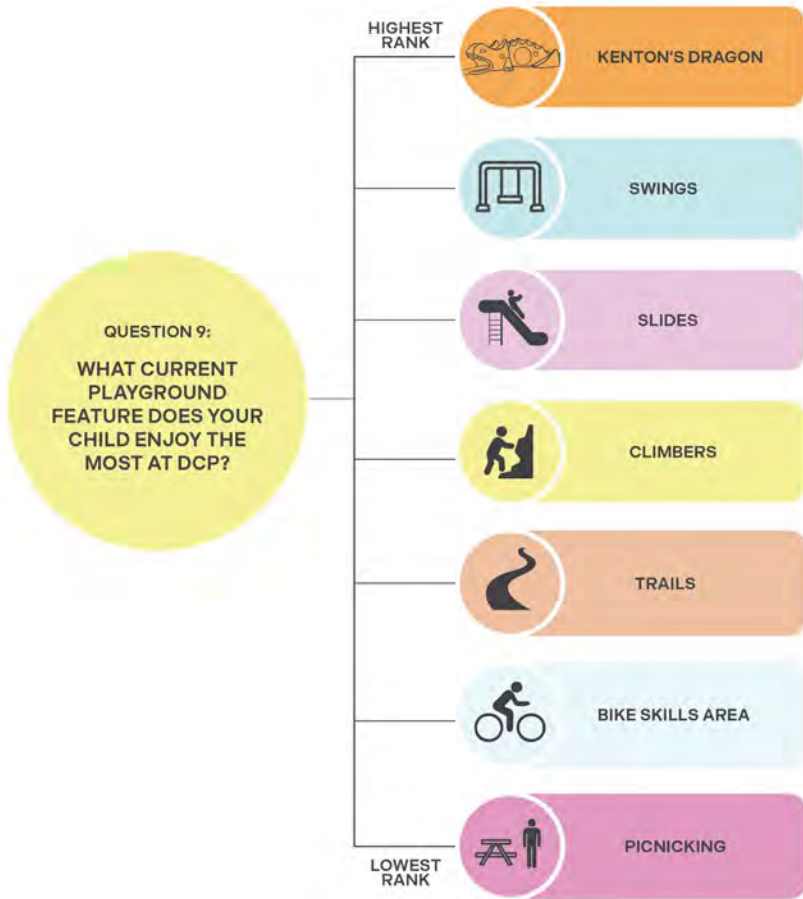 HIGHEST
RANK
KENTON'S DRAGON
SWINGS
SLIDES
QUESTION 9:
WHAT CURRENT
PLAYGROUND
FEATURE DOES YOUR
CHILD ENJOY THE
MOST AT DCP?
CLIMBERS
TRAILS
BIKE SKILLS AREA
PICNICKING
LOWEST
RANK